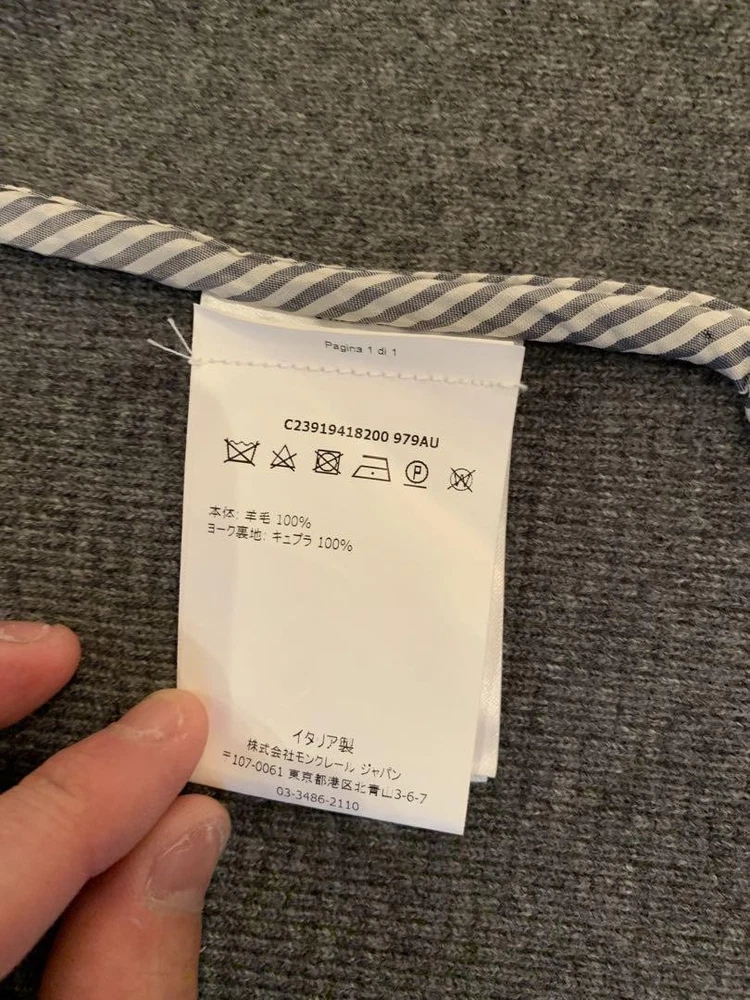 Pagina 1 di 1
C23919418200 979AU
P
W
本体: 羊毛 100%
ヨーク裏地: キュプラ 100%
イタリア製
株式会社モンクレール ジャパン
〒107-0061 東京都港区北青山3-6-7
03-3486-2110